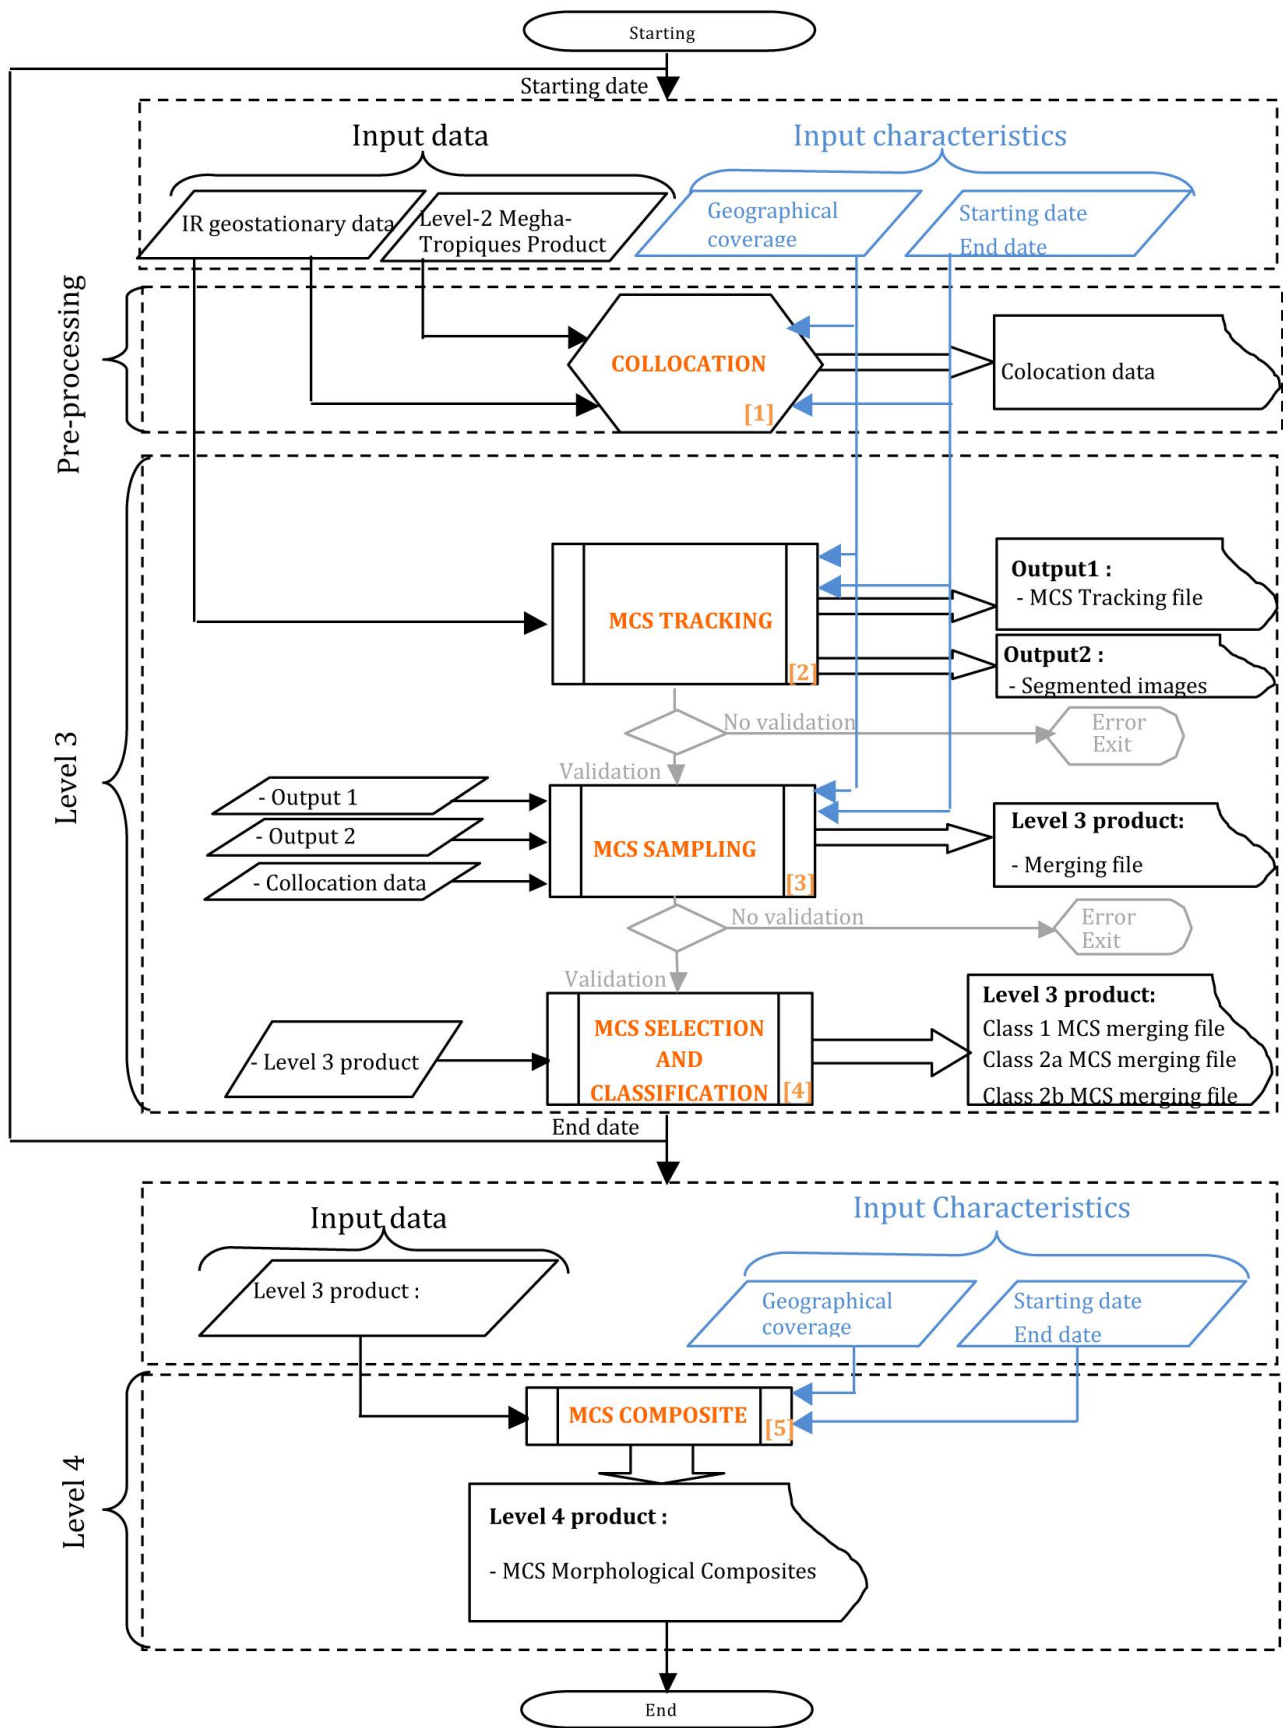 Starting
Starting date
Input data
Input characteristics
IR geostationary data
Level-2 Megha-
Tropiques Product
Geographical
coverage
Starting date
End date
Pre-processing
COLLOCATION
[1]
Colocation data
Level 3
MCS TRACKING
[2]
Output1 :
- MCS Tracking file
Output2 :
- Segmented images
No validation
Error
Exit
Validation
- Output 1
- Output 2
- Collocation data
MCS SAMPLING
[3]
Level 3 product:
- Merging file
No validation
Error
Exit
Validation
- Level 3 product
MCS SELECTION
AND
CLASSIFICATION
[4]
Level 3 product:
Class 1 MCS merging file
Class 2a MCS merging file
Class 2b MCS merging file
End date
Input data
Input Characteristics
Level 3 product :
Geographical
coverage
Starting date
End date
Level 4
MCS COMPOSITE
[5]
Level 4 product :
- MCS Morphological Composites
End